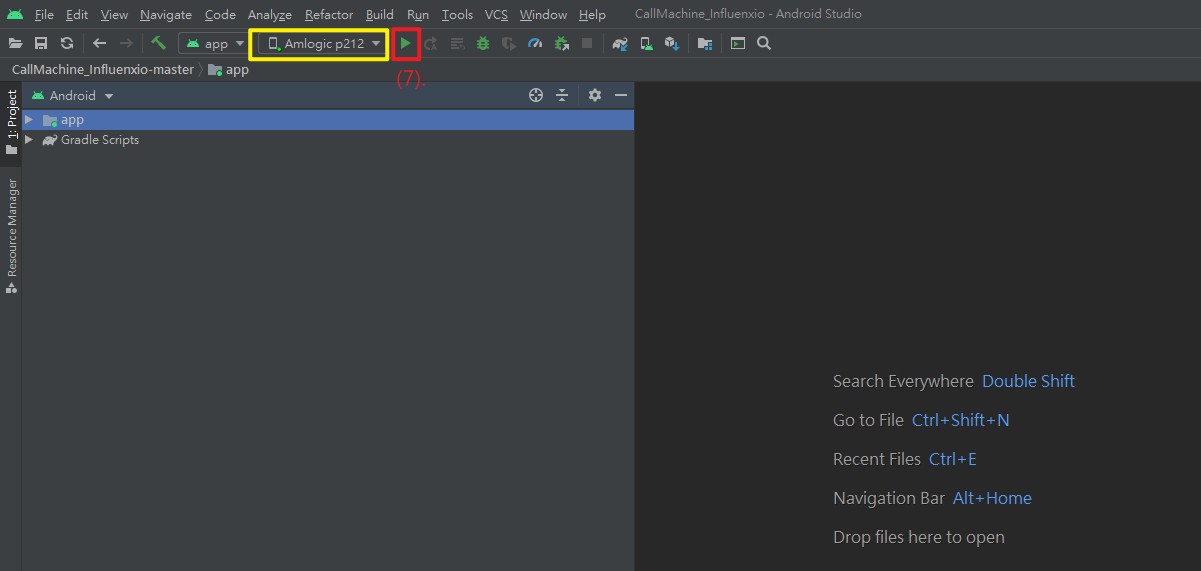 File Edit View Navigate Code Analyze Refactor Build Run Tools VCS Window Help CallMachine_Influenxio - Android Studio
app Amlogic p212
CallMachine_Influenxio-master app
(7).
1: Project
Android
app
Gradle Scripts
Resource Manager
Search Everywhere Double Shift
Go to File Ctrl+Shift+N
Recent Files Ctrl+E
Navigation Bar Alt+Home
Drop files here to open